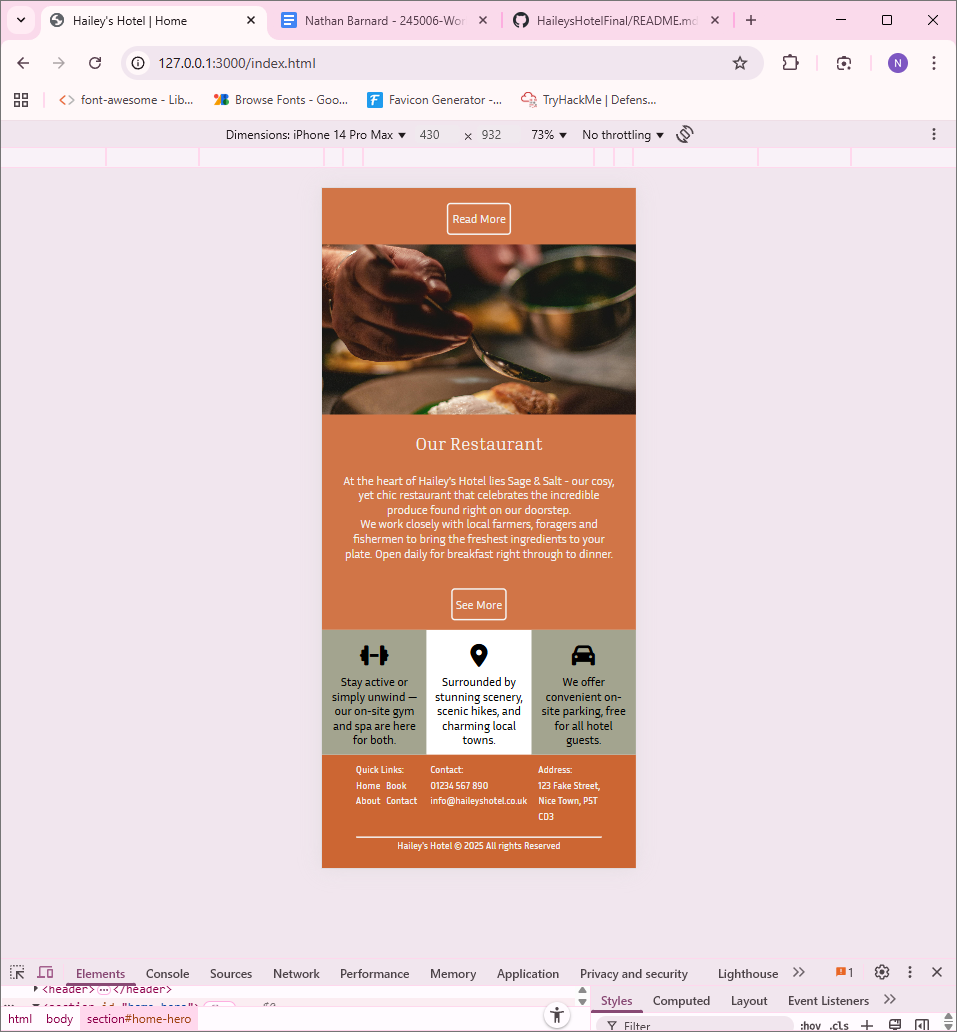 Hailey's Hotel | Home
Nathan Barnard - 245006-Wor
HaileysHotelFinal/README.md
127.0.0.1:3000/index.html
N
font-awesome - Lib...
Browse Fonts - Goo...
Favicon Generator -...
TryHackMe | Defens...
Dimensions: iPhone 14 Pro Max
430 × 932
73%
No throttling
Read More
Our Restaurant
At the heart of Hailey's Hotel lies Sage & Salt - our cosy,
yet chic restaurant that celebrates the incredible
produce found right on our doorstep.
We work closely with local farmers, foragers and
fishermen to bring the freshest ingredients to your
plate. Open daily for breakfast right through to dinner.
See More
Stay active or
simply unwind —
our on-site gym
and spa are here
for both.
Surrounded by
stunning scenery,
scenic hikes, and
charming local
towns.
We offer
convenient on-
site parking, free
for all hotel
guests.
Quick Links:
Home Book
About Contact
Contact:
01234 567 890
info@haileyshotel.co.uk
Address:
123 Fake Street,
Nice Town, PST
CD3
Hailey's Hotel © 2025 All rights Reserved
Elements Console Sources Network Performance Memory Application Privacy and security Lighthouse
1
<header> … </header>
<section id="home-hero">
html body section#home-hero
Styles Computed Layout Event Listeners
Filter
:hov .cls